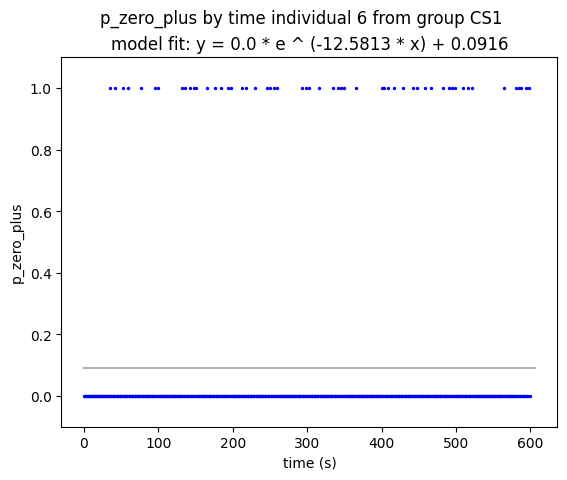 p_zero_plus by time individual 6 from group CS1
model fit: y = 0.0 * e ^ (-12.5813 * x) + 0.0916
p_zero_plus
1.0
0.8
0.6
0.4
0.2
0.0
0 100 200 300 400 500 600
time (s)